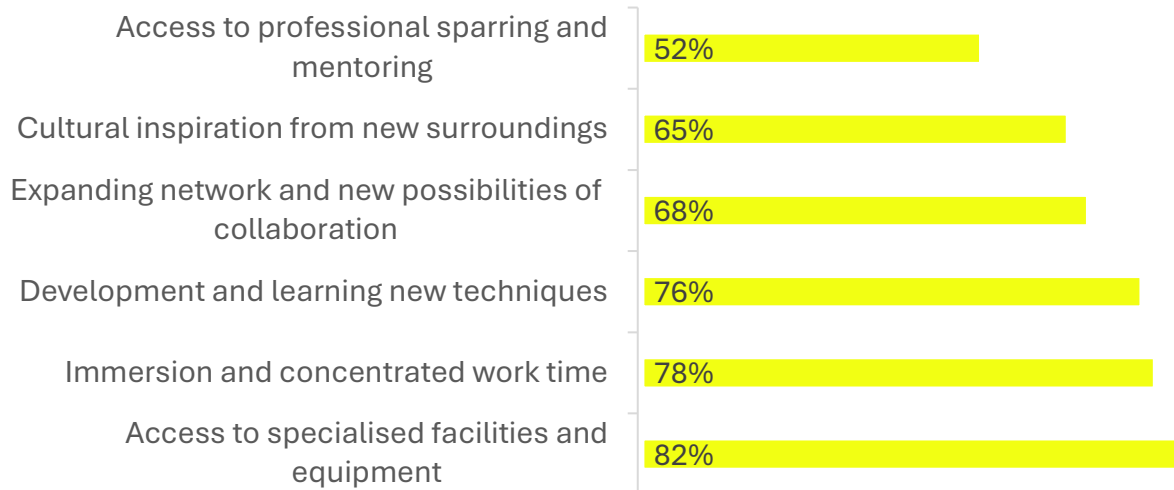 Access to professional sparring and
mentoring
52%
Cultural inspiration from new surroundings
65%
Expanding network and new possibilities of
collaboration
68%
Development and learning new techniques
76%
Immersion and concentrated work time
78%
Access to specialised facilities and
equipment
82%